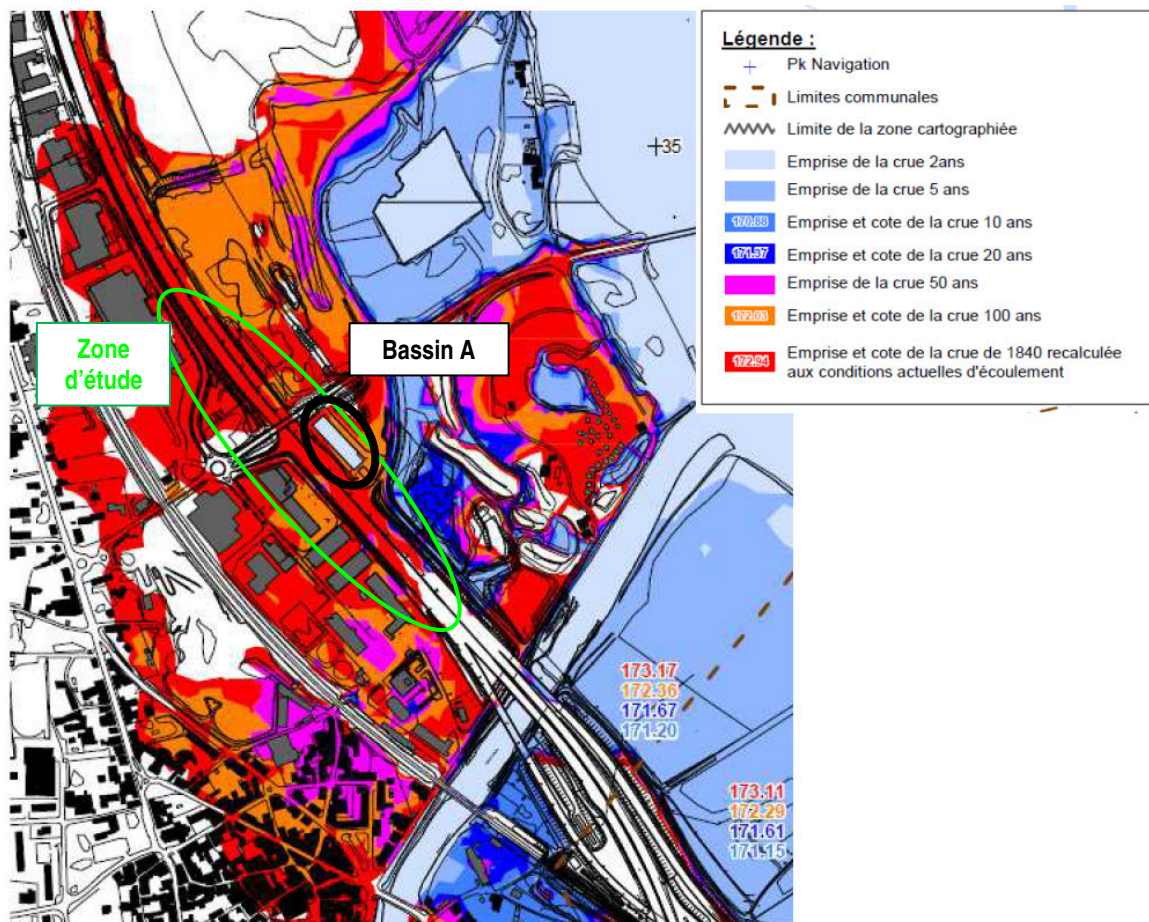 Légende :
Pk Navigation
Limites communales
Limite de la zone cartographiée
Emprise de la crue 2ans
Emprise de la crue 5 ans
170.88 Emprise et cote de la crue 10 ans
171.37 Emprise et cote de la crue 20 ans
Emprise de la crue 50 ans
172.03 Emprise et cote de la crue 100 ans
172.94 Emprise et cote de la crue de 1840 recalculée
aux conditions actuelles d'écoulement
35
Zone
d'étude
Bassin A
173.17
172.36
171.67
171.20
173.11
172.29
171.61
171.15